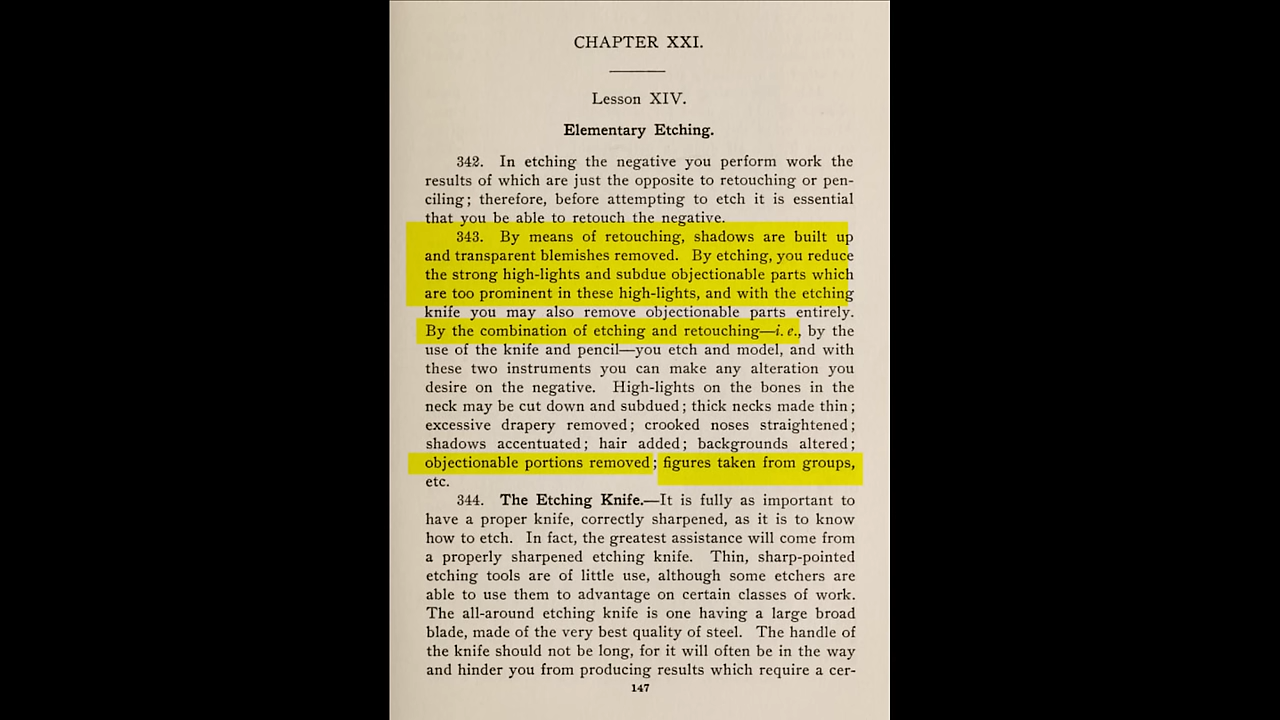 CHAPTER XXI.
Lesson XIV.
Elementary Etching.
342. In etching the negative you perform work the
results of which are just the opposite to retouching or pen-
ciling; therefore, before attempting to etch it is essential
that you be able to retouch the negative.
343. By means of retouching, shadows are built up
and transparent blemishes removed. By etching, you reduce
the strong high-lights and subdue objectionable parts which
are too prominent in these high-lights, and with the etching
knife you may also remove objectionable parts entirely.
By the combination of etching and retouching—i. e., by the
use of the knife and pencil—you etch and model, and with
these two instruments you can make any alteration you
desire on the negative. High-lights on the bones in the
neck may be cut down and subdued; thick necks made thin;
excessive drapery removed; crooked noses straightened;
shadows accentuated; hair added; backgrounds altered;
objectionable portions removed; figures taken from groups,
etc.
344. The Etching Knife.—It is fully as important to
have a proper knife, correctly sharpened, as it is to know
how to etch. In fact, the greatest assistance will come from
a properly sharpened etching knife. Thin, sharp-pointed
etching tools are of little use, although some etchers are
able to use them to advantage on certain classes of work.
The all-around etching knife is one having a large broad
blade, made of the very best quality of steel. The handle of
the knife should not be long, for it will often be in the way
and hinder you from producing results which require a cer-
147